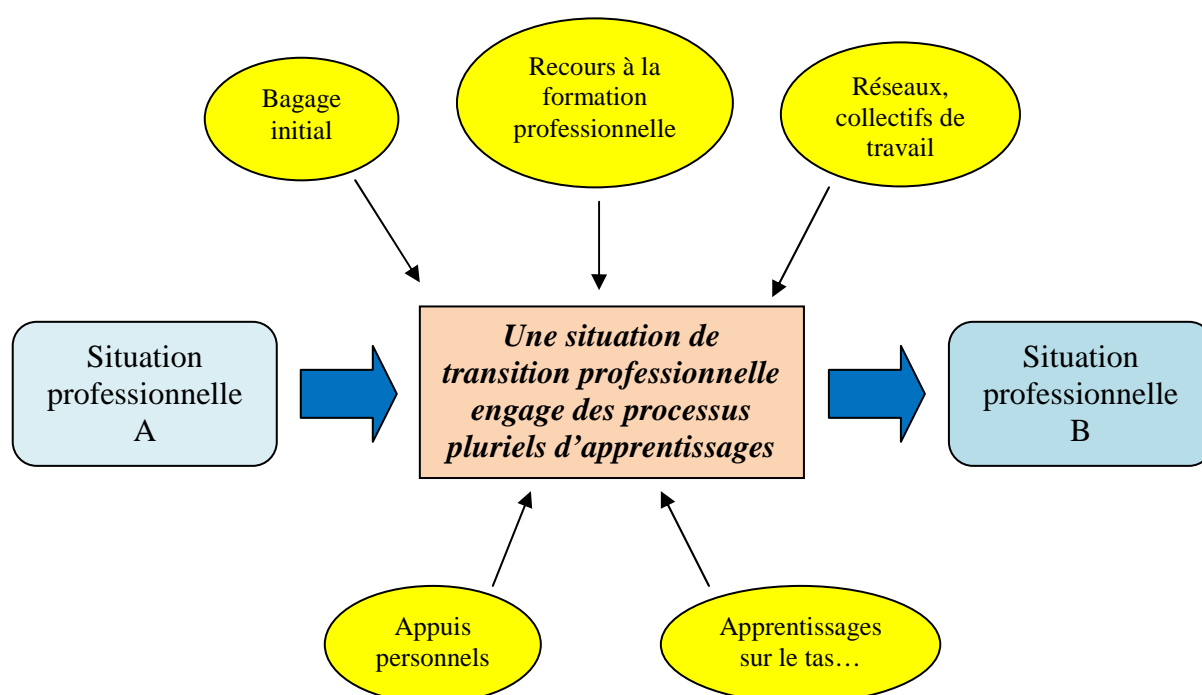 Bagage
initial
Recours à la
formation
professionnelle
Réseaux,
collectifs de
travail
Situation
professionnelle
A
Une situation de
transition professionnelle
engage des processus
pluriels d’apprentissages
Situation
professionnelle
B
Appuis
personnels
Apprentissages
sur le tas…